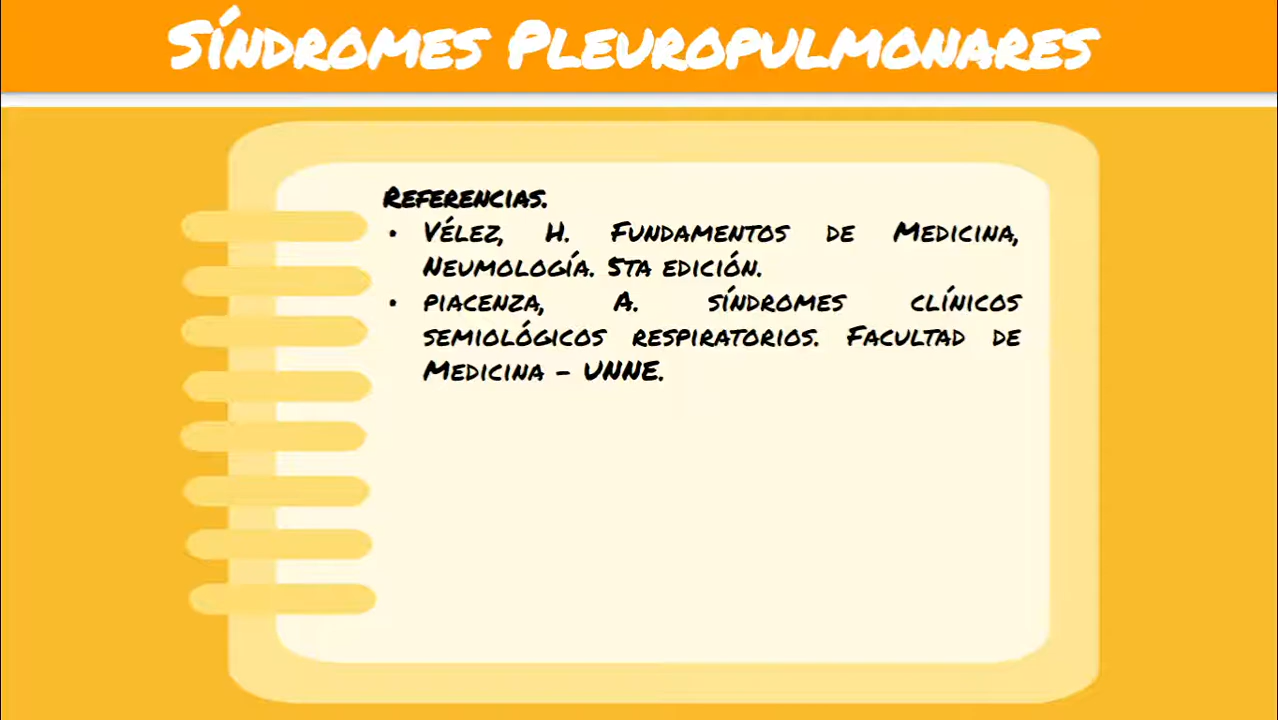 Síndromes Pleuropulmonares
Referencias.
• Vélez, H. Fundamentos de Medicina,
Neumología. 5ta edición.
• piacenza, A. síndromes clínicos
semiológicos respiratorios. Facultad de
Medicina – UNNE.